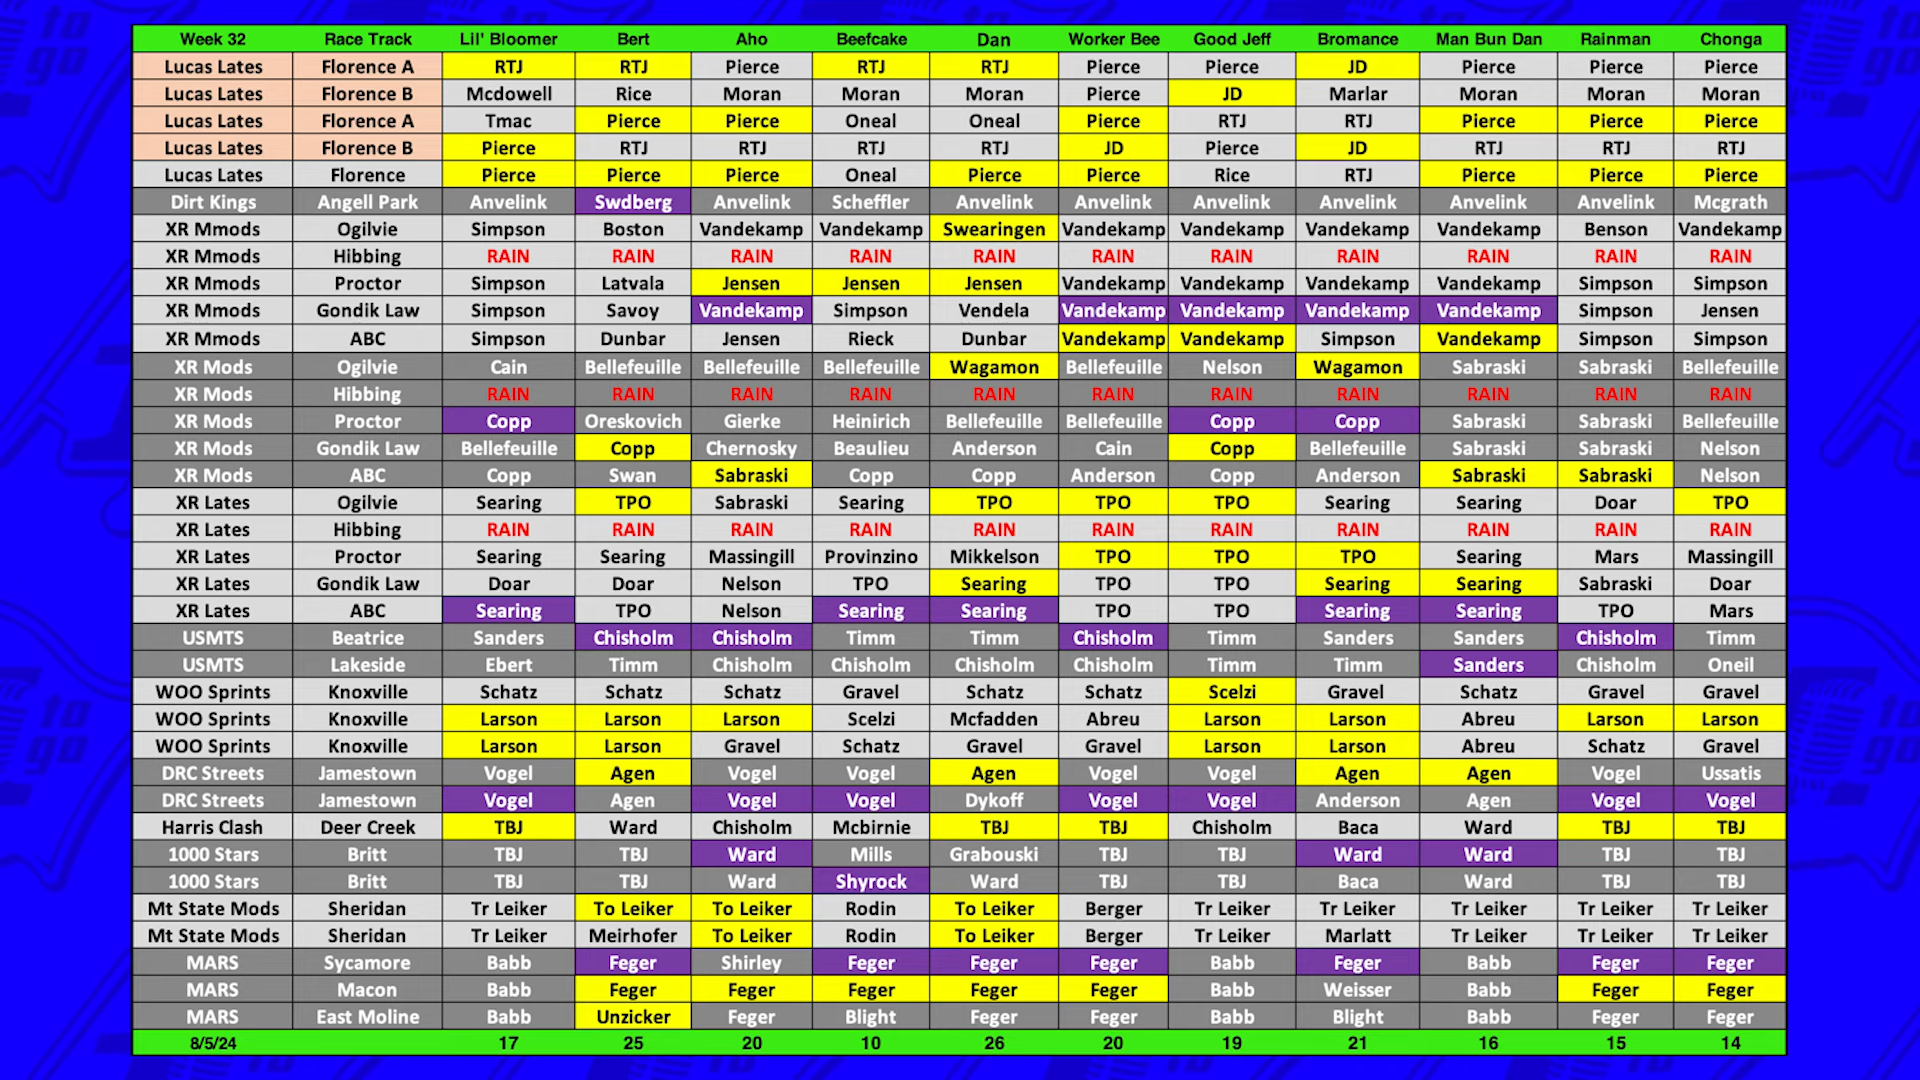 Week 32 Race Track Lil' Bloomer Bert Aho Beefcake Dan Worker Bee Good Jeff Bromance Man Bun Dan Rainman Chonga
Lucas Lates Florence A RTJ RTJ Pierce RTJ RTJ Pierce Pierce JD Pierce Pierce Pierce
Lucas Lates Florence B Mcdowell Rice Moran Moran Moran Pierce JD Marlar Moran Moran Moran
Lucas Lates Florence A Tmac Pierce Pierce Oneal Oneal Pierce RTJ RTJ Pierce Pierce Pierce
Lucas Lates Florence B Pierce RTJ RTJ RTJ RTJ JD Pierce JD RTJ RTJ RTJ
Lucas Lates Florence Pierce Pierce Pierce Oneal Pierce Pierce Rice RTJ Pierce Pierce Pierce
Dirt Kings Angell Park Anvelink Swdberg Anvelink Scheffler Anvelink Anvelink Anvelink Anvelink Anvelink Anvelink Mcgrath
XR Mmods Ogilvie Simpson Boston Vandekamp Vandekamp Swearingen Vandekamp Vandekamp Vandekamp Vandekamp Benson Vandekamp
XR Mmods Hibbing RAIN RAIN RAIN RAIN RAIN RAIN RAIN RAIN RAIN RAIN RAIN
XR Mmods Proctor Simpson Latvala Jensen Jensen Jensen Vandekamp Vandekamp Vandekamp Vandekamp Simpson Simpson
XR Mmods Gondik Law Simpson Savoy Vandekamp Simpson Vendela Vandekamp Vandekamp Vandekamp Vandekamp Simpson Jensen
XR Mmods ABC Simpson Dunbar Jensen Rieck Dunbar Vandekamp Vandekamp Simpson Vandekamp Simpson Simpson
XR Mods Ogilvie Cain Bellefeuille Bellefeuille Bellefeuille Wagamon Bellefeuille Nelson Wagamon Sabraski Sabraski Bellefeuille
XR Mods Hibbing RAIN RAIN RAIN RAIN RAIN RAIN RAIN RAIN RAIN RAIN RAIN
XR Mods Proctor Copp Oreskovich Gierke Heinirich Bellefeuille Bellefeuille Copp Copp Sabraski Sabraski Bellefeuille
XR Mods Gondik Law Bellefeuille Copp Chernosky Beaulieu Anderson Cain Copp Bellefeuille Sabraski Sabraski Nelson
XR Mods ABC Copp Swan Sabraski Copp Copp Anderson Copp Anderson Sabraski Sabraski Nelson
XR Lates Ogilvie Searing TPO Sabraski Searing TPO TPO TPO Searing Searing Doar TPO
XR Lates Hibbing RAIN RAIN RAIN RAIN RAIN RAIN RAIN RAIN RAIN RAIN RAIN
XR Lates Proctor Searing Searing Massingill Provinzino Mikkelson TPO TPO TPO Searing Mars Massingill
XR Lates Gondik Law Doar Doar Nelson TPO Searing TPO TPO Searing Searing Sabraski Doar
XR Lates ABC Searing TPO Nelson Searing Searing TPO TPO Searing Searing TPO Mars
USMTS Beatrice Sanders Chisholm Chisholm Timm Timm Chisholm Timm Sanders Sanders Chisholm Timm
USMTS Lakeside Ebert Timm Chisholm Chisholm Chisholm Chisholm Timm Timm Sanders Chisholm Oneil
WOO Sprints Knoxville Schatz Schatz Schatz Gravel Schatz Schatz Scelzi Gravel Schatz Gravel Gravel
WOO Sprints Knoxville Larson Larson Larson Scelzi Mcfadden Abreu Larson Larson Abreu Larson Larson
WOO Sprints Knoxville Larson Larson Gravel Schatz Gravel Gravel Larson Larson Abreu Schatz Gravel
DRC Streets Jamestown Vogel Agen Vogel Vogel Agen Vogel Vogel Agen Agen Vogel Ussatis
DRC Streets Jamestown Vogel Agen Vogel Vogel Dykoff Vogel Vogel Anderson Agen Vogel Vogel
Harris Clash Deer Creek TBJ Ward Chisholm Mcbirnie TBJ TBJ Chisholm Baca Ward TBJ TBJ
1000 Stars Britt TBJ TBJ Ward Mills Grabouski TBJ TBJ Ward Ward TBJ TBJ
1000 Stars Britt TBJ TBJ Ward Shyrock Ward TBJ TBJ Baca Ward TBJ TBJ
Mt State Mods Sheridan Tr Leiker To Leiker To Leiker Rodin To Leiker Berger Tr Leiker Tr Leiker Tr Leiker Tr Leiker Tr Leiker
Mt State Mods Sheridan Tr Leiker Meirhofer To Leiker Rodin To Leiker Berger Tr Leiker Marlatt Tr Leiker Tr Leiker Tr Leiker
MARS Sycamore Babb Feger Shirley Feger Feger Feger Babb Feger Babb Feger Feger
MARS Macon Babb Feger Feger Feger Feger Feger Babb Weisser Babb Feger Feger
MARS East Moline Babb Unzicker Feger Blight Feger Feger Babb Blight Babb Feger Feger
8/5/24 17 25 20 10 26 20 19 21 16 15 14